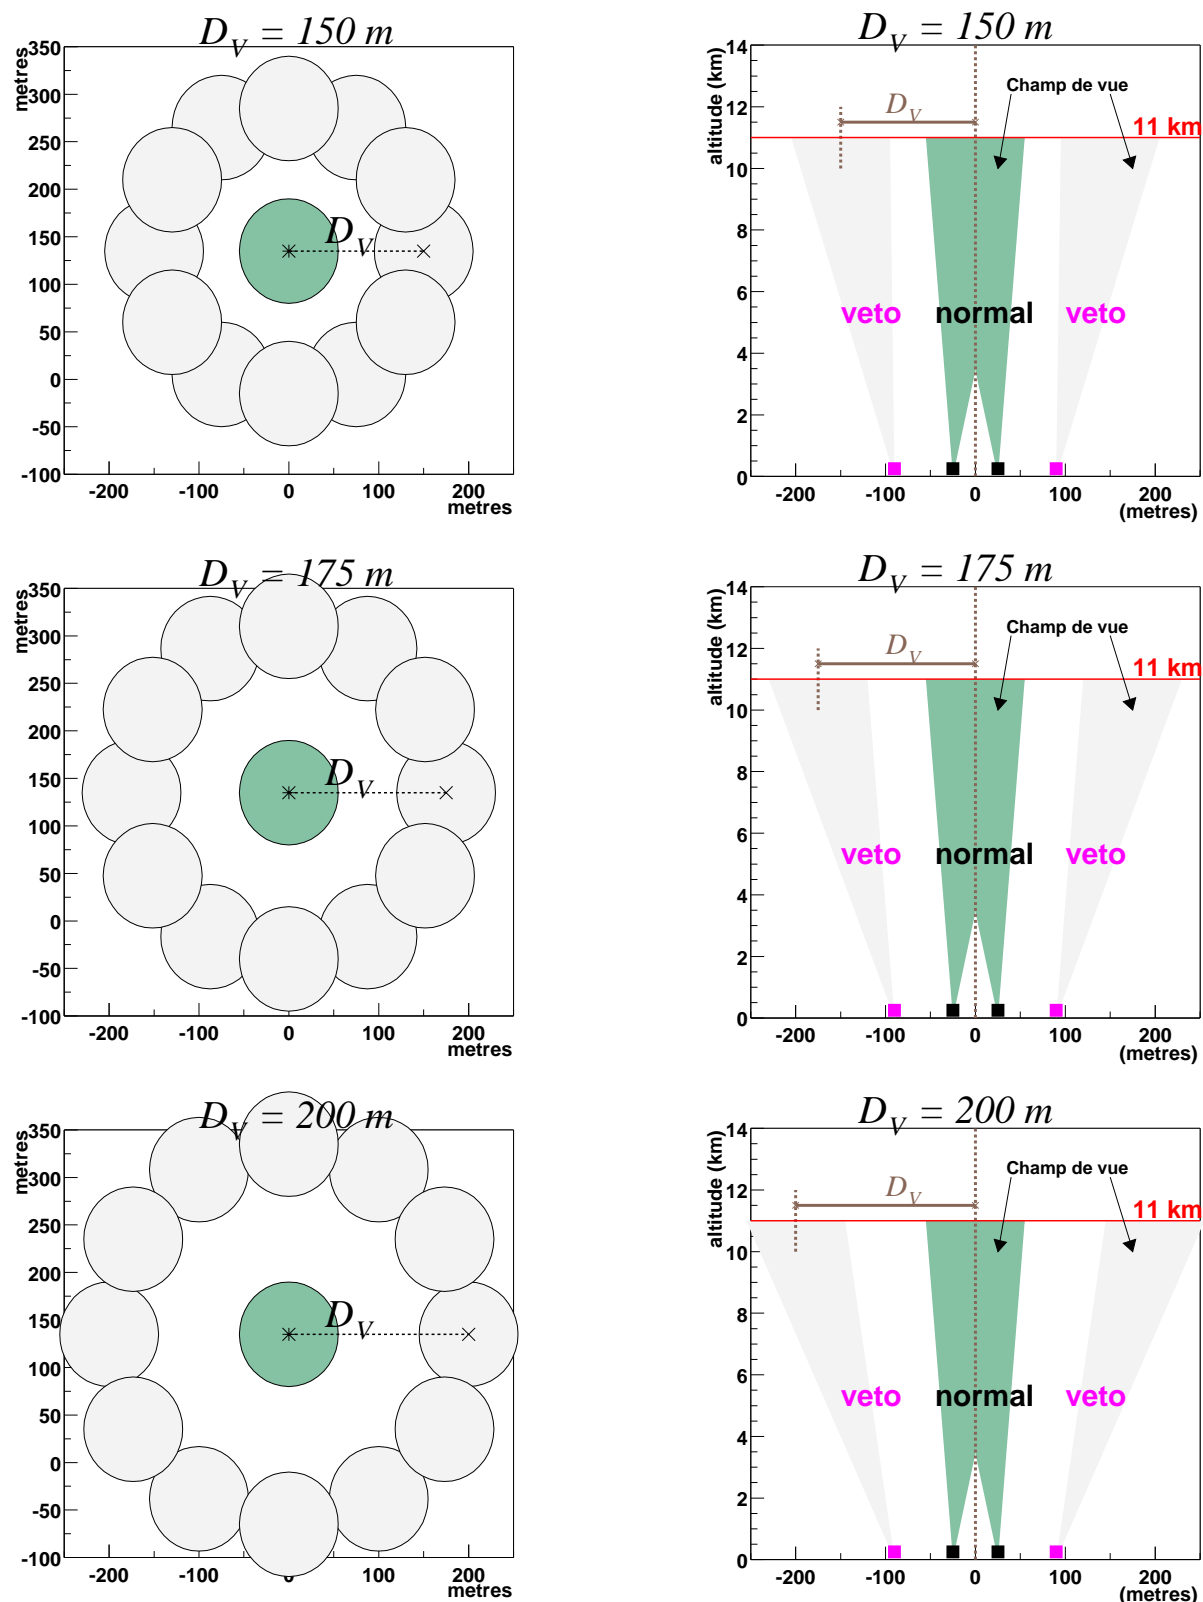 D_V = 150 m
metres
350
300
250
200
150
100
50
0
-50
-100
D_V
-200 -100 0 100 200
metres
D_V = 150 m
altitude (km)
14
12
10
8
6
4
2
0
Champ de vue
D_V
11 km
veto normal veto
-200 -100 0 100 200
(metres)
D_V = 175 m
metres
350
300
250
200
150
100
50
0
-50
-100
D_V
-200 -100 0 100 200
metres
D_V = 175 m
altitude (km)
14
12
10
8
6
4
2
0
Champ de vue
D_V
11 km
veto normal veto
-200 -100 0 100 200
(metres)
D_V = 200 m
metres
350
300
250
200
150
100
50
0
-50
-100
D_V
-200 -100 0 100 200
metres
D_V = 200 m
altitude (km)
14
12
10
8
6
4
2
0
Champ de vue
D_V
11 km
veto normal veto
-200 -100 0 100 200
(metres)